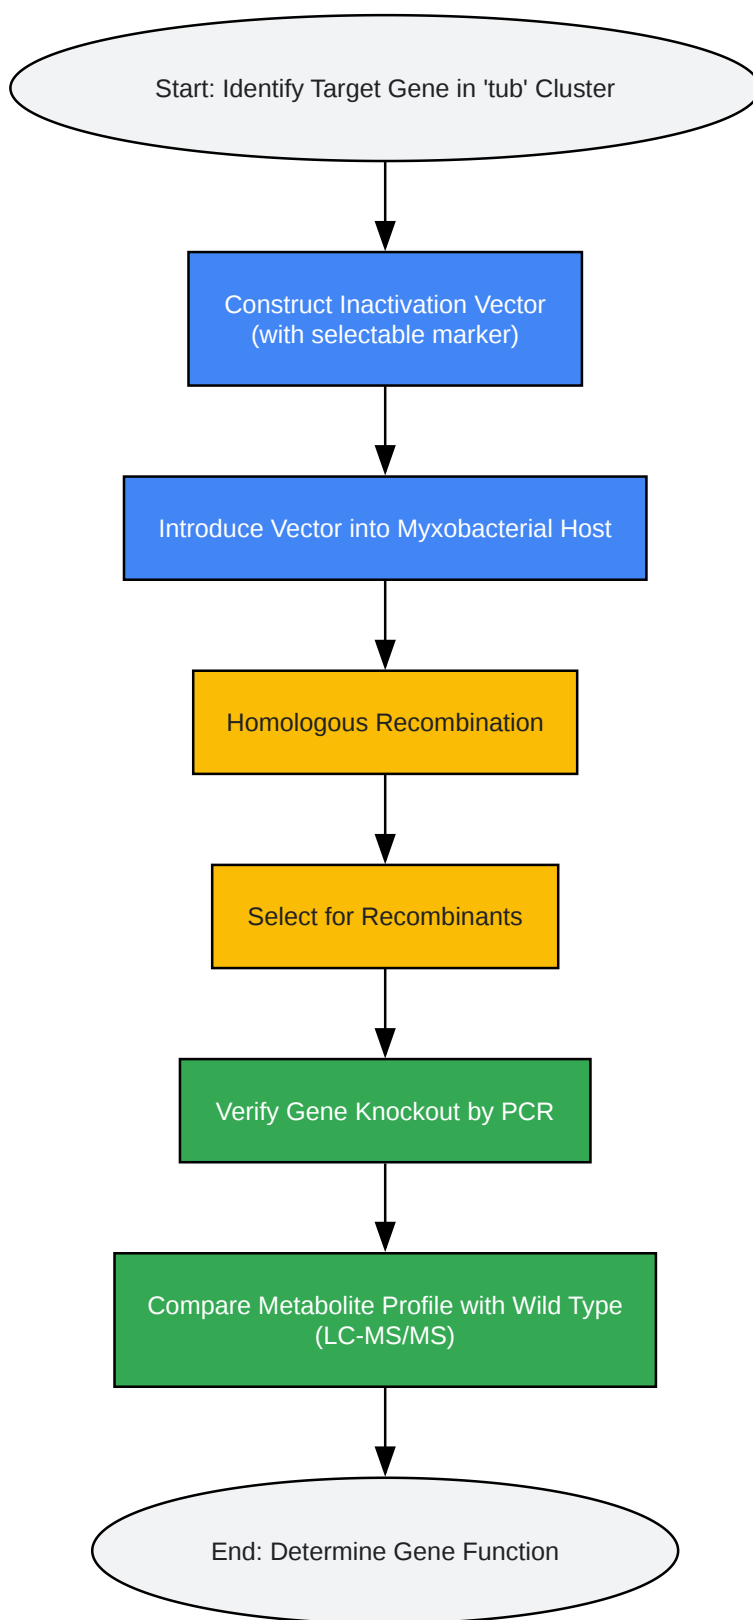 Start: Identify Target Gene in 'tub' Cluster
Construct Inactivation Vector
(with selectable marker)
Introduce Vector into Myxobacterial Host
Homologous Recombination
Select for Recombinants
Verify Gene Knockout by PCR
Compare Metabolite Profile with Wild Type
(LC-MS/MS)
End: Determine Gene Function